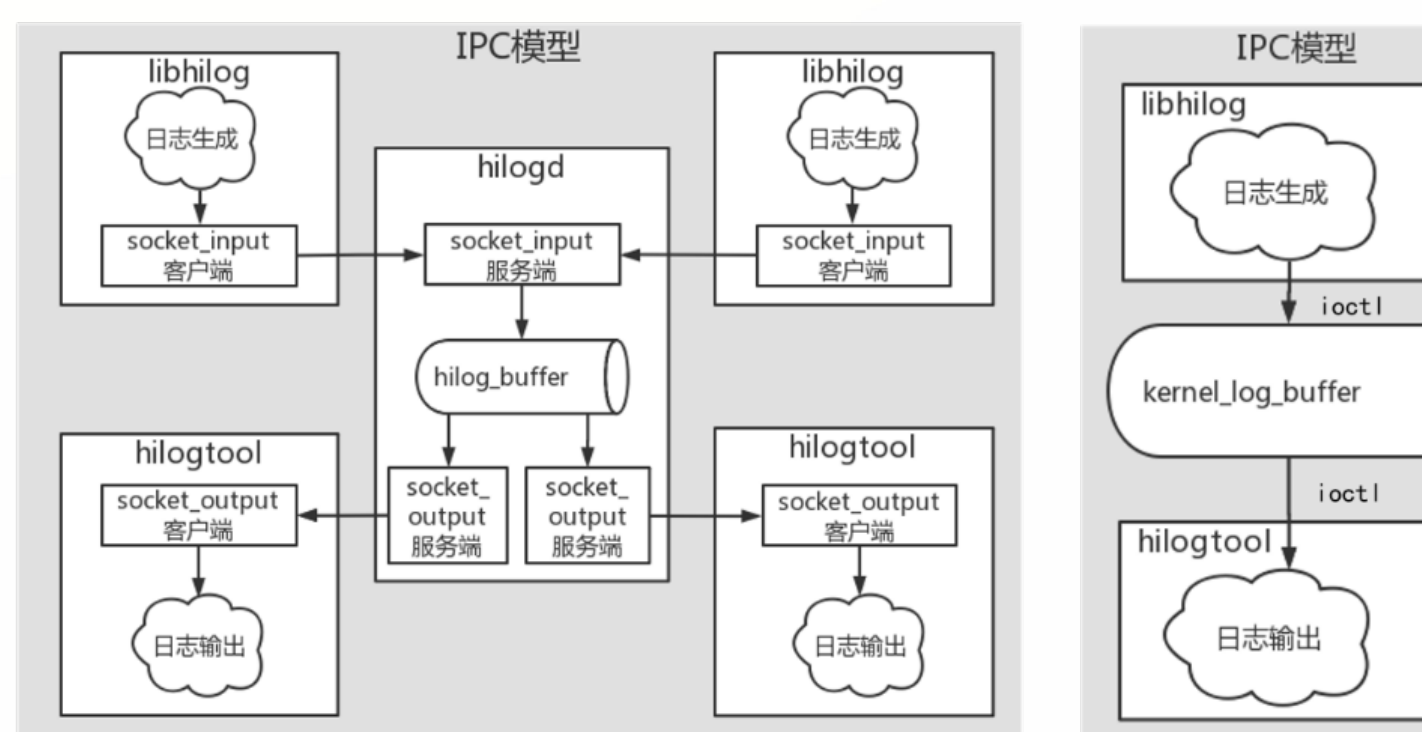 IPC模型
libhilog
日志生成
socket_input
客户端
libhilog
日志生成
socket_input
客户端
hilogd
socket_input
服务端
hilog_buffer
socket_
output
服务端
socket_
output
服务端
hilogtool
socket_output
客户端
日志输出
hilogtool
socket_output
客户端
日志输出
IPC模型
libhilog
日志生成
ioctl
kernel_log_buffer
ioctl
hilogtool
日志输出